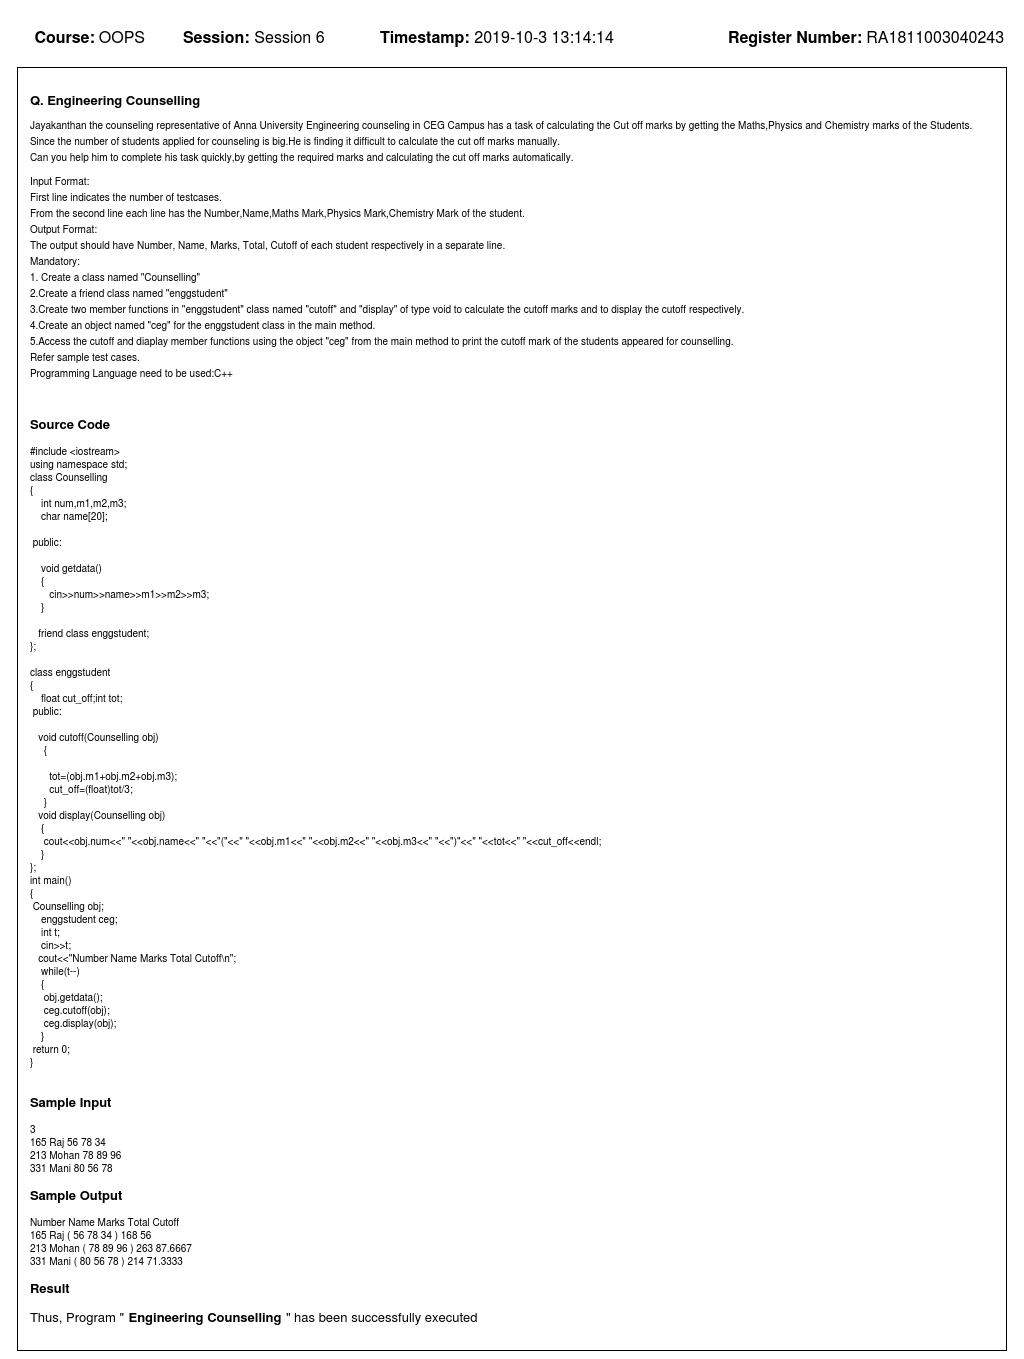 Course: OOPS Session: Session 6 Timestamp: 2019-10-3 13:14:14 Register Number: RA1811003040243
Q. Engineering Counselling
Jayakanthan the counseling representative of Anna University Engineering counseling in CEG Campus has a task of calculating the Cut off marks by getting the Maths,Physics and Chemistry marks of the Students.
Since the number of students applied for counseling is big.He is finding it difficult to calculate the cut off marks manually.
Can you help him to complete his task quickly,by getting the required marks and calculating the cut off marks automatically.
Input Format:
First line indicates the number of testcases.
From the second line each line has the Number,Name,Maths Mark,Physics Mark,Chemistry Mark of the student.
Output Format:
The output should have Number, Name, Marks, Total, Cutoff of each student respectively in a separate line.
Mandatory:
1. Create a class named "Counselling"
2.Create a friend class named "enggstudent"
3.Create two member functions in "enggstudent" class named "cutoff" and "display" of type void to calculate the cutoff marks and to display the cutoff respectively.
4.Create an object named "ceg" for the enggstudent class in the main method.
5.Access the cutoff and diaplay member functions using the object "ceg" from the main method to print the cutoff mark of the students appeared for counselling.
Refer sample test cases.
Programming Language need to be used:C++
Source Code
#include <iostream>
using namespace std;
class Counselling
{
int num,m1,m2,m3;
char name[20];
public:
void getdata()
{
cin>>num>>name>>m1>>m2>>m3;
}
friend class enggstudent;
};
class enggstudent
{
float cut_off;int tot;
public:
void cutoff(Counselling obj)
{
tot=(obj.m1+obj.m2+obj.m3);
cut_off=(float)tot/3;
}
void display(Counselling obj)
{
cout<<obj.num<<" "<<obj.name<<" "<<"("<<" "<<obj.m1<<" "<<obj.m2<<" "<<obj.m3<<" "<<")"<<" "<<tot<<" "<<cut_off<<endl;
}
};
int main()
{
Counselling obj;
enggstudent ceg;
int t;
cin>>t;
cout<<"Number Name Marks Total Cutoff\n";
while(t--)
{
obj.getdata();
ceg.cutoff(obj);
ceg.display(obj);
}
return 0;
}
Sample Input
3
165 Raj 56 78 34
213 Mohan 78 89 96
331 Mani 80 56 78
Sample Output
Number Name Marks Total Cutoff
165 Raj ( 56 78 34 ) 168 56
213 Mohan ( 78 89 96 ) 263 87.6667
331 Mani ( 80 56 78 ) 214 71.3333
Result
Thus, Program " Engineering Counselling " has been successfully executed